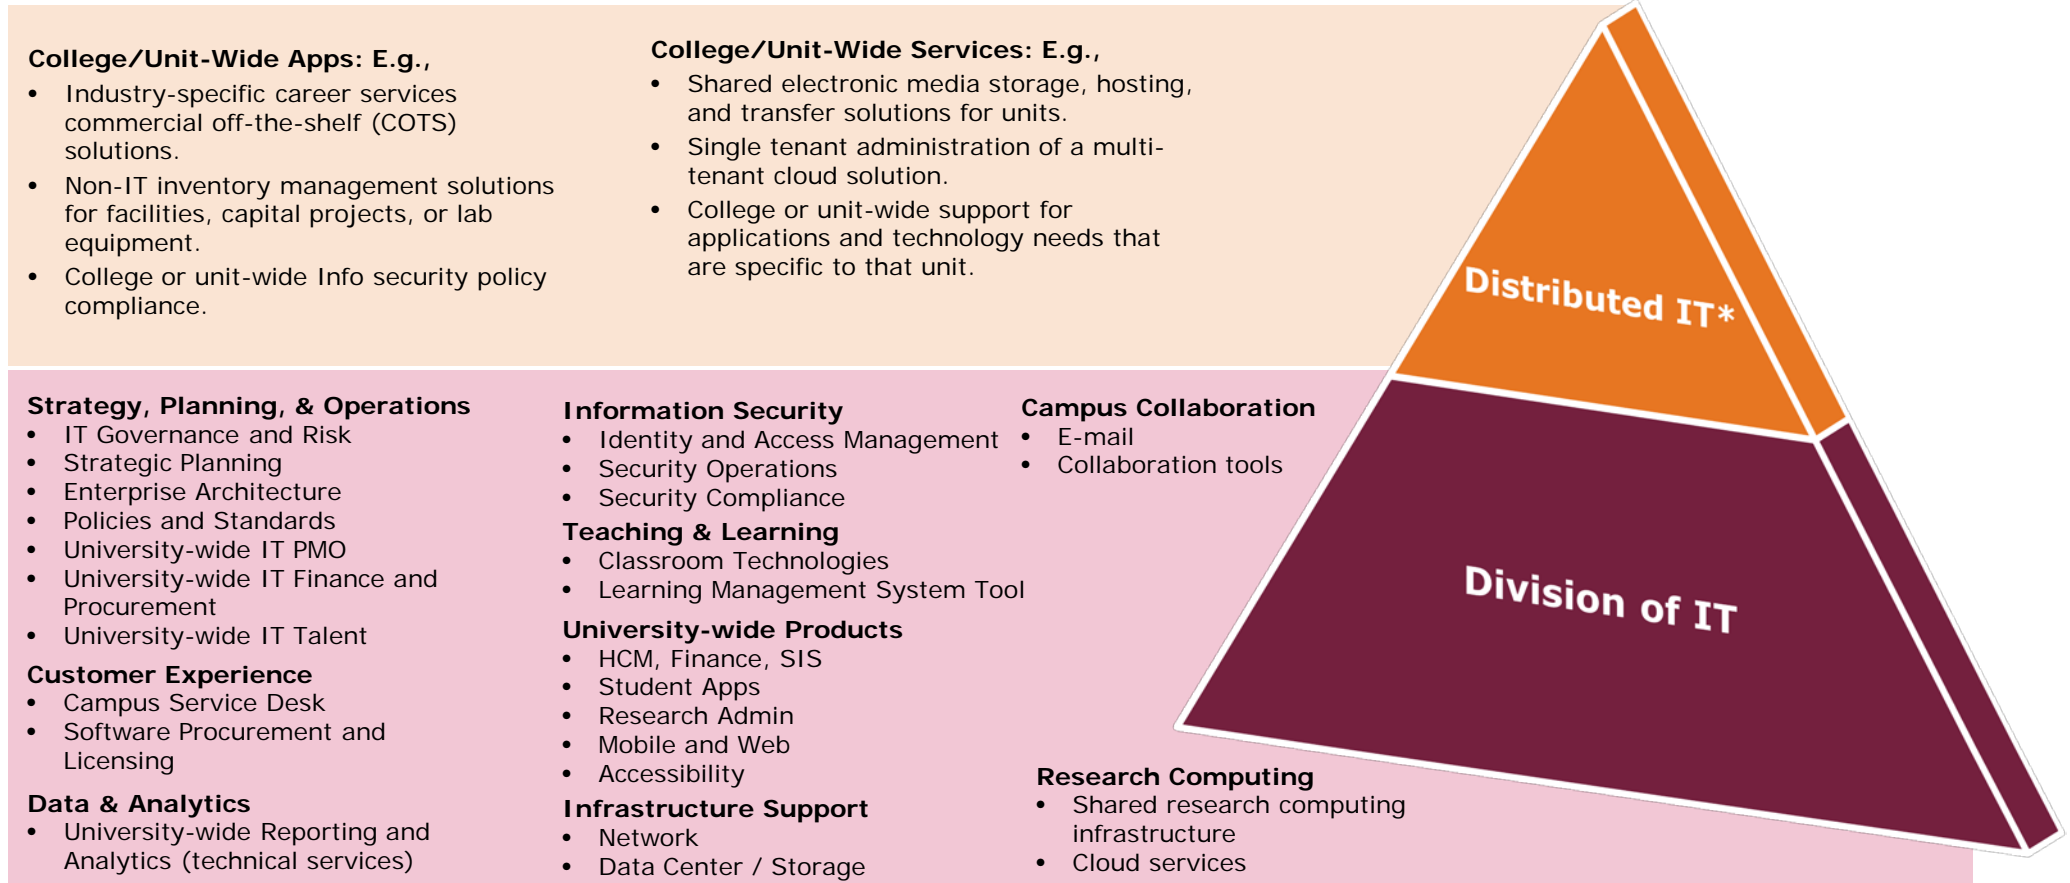 College/Unit-Wide Apps: E.g.,
• Industry-specific career services
commercial off-the-shelf (COTS)
solutions.
• Non-IT inventory management solutions
for facilities, capital projects, or lab
equipment.
• College or unit-wide Info security policy
compliance.
College/Unit-Wide Services: E.g.,
• Shared electronic media storage, hosting,
and transfer solutions for units.
• Single tenant administration of a multi-
tenant cloud solution.
• College or unit-wide support for
applications and technology needs that
are specific to that unit.
Distributed IT*
Strategy, Planning, & Operations
• IT Governance and Risk
• Strategic Planning
• Enterprise Architecture
• Policies and Standards
• University-wide IT PMO
• University-wide IT Finance and
Procurement
• University-wide IT Talent
Customer Experience
• Campus Service Desk
• Software Procurement and
Licensing
Data & Analytics
• University-wide Reporting and
Analytics (technical services)
Information Security
• Identity and Access Management
• Security Operations
• Security Compliance
Teaching & Learning
• Classroom Technologies
• Learning Management System Tool
University-wide Products
• HCM, Finance, SIS
• Student Apps
• Research Admin
• Mobile and Web
• Accessibility
Infrastructure Support
• Network
• Data Center / Storage
Campus Collaboration
• E-mail
• Collaboration tools
Research Computing
• Shared research computing
infrastructure
• Cloud services
Division of IT